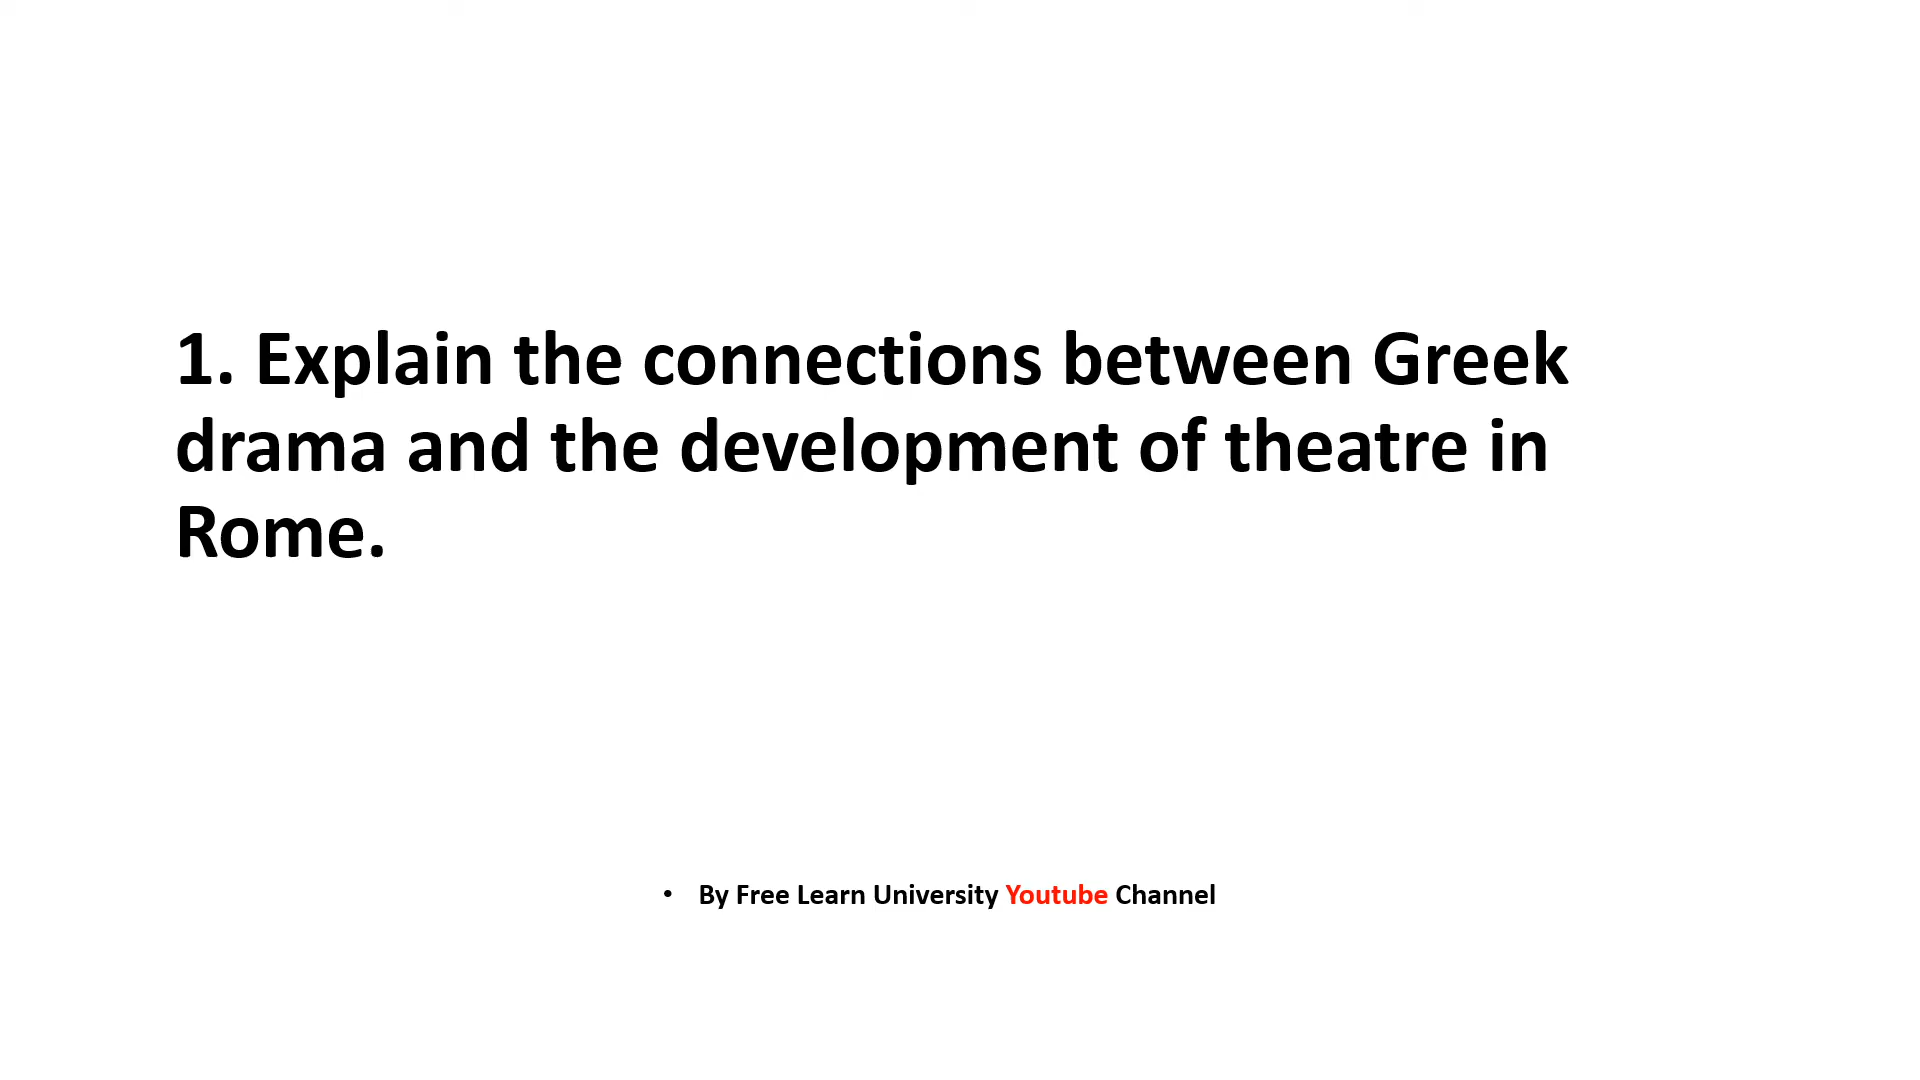 1. Explain the connections between Greek
drama and the development of theatre in
Rome.
• By Free Learn University Youtube Channel